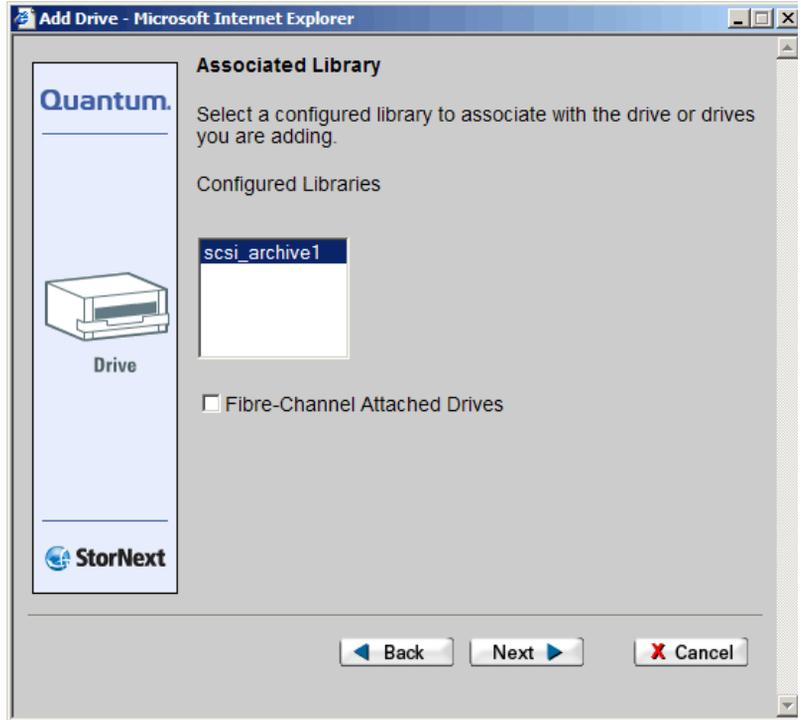 Add Drive - Microsoft Internet Explorer
Quantum.
Drive
StorNext
Associated Library
Select a configured library to associate with the drive or drives
you are adding.
Configured Libraries
scsi_archive1
Fibre-Channel Attached Drives
Back
Next
X Cancel